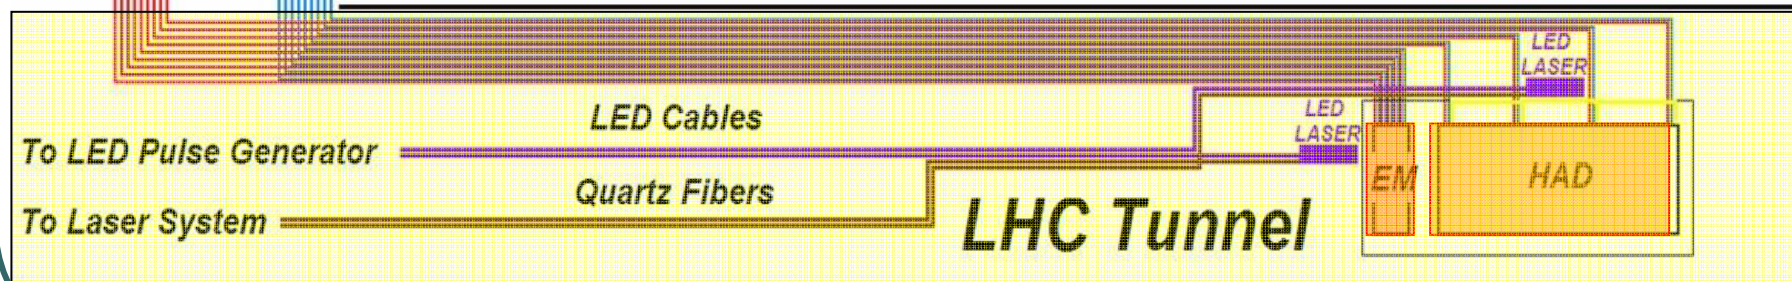 LED
LASER
LED Cables
LED
LASER
To LED Pulse Generator
EM
HAD
Quartz Fibers
To Laser System
LHC Tunnel